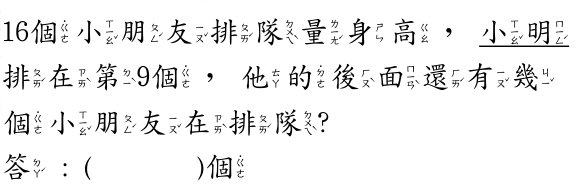 16個小朋友排隊量身高，小明
排在第9個，他的後面還有幾
個小朋友在排隊?
答：(　　　)個